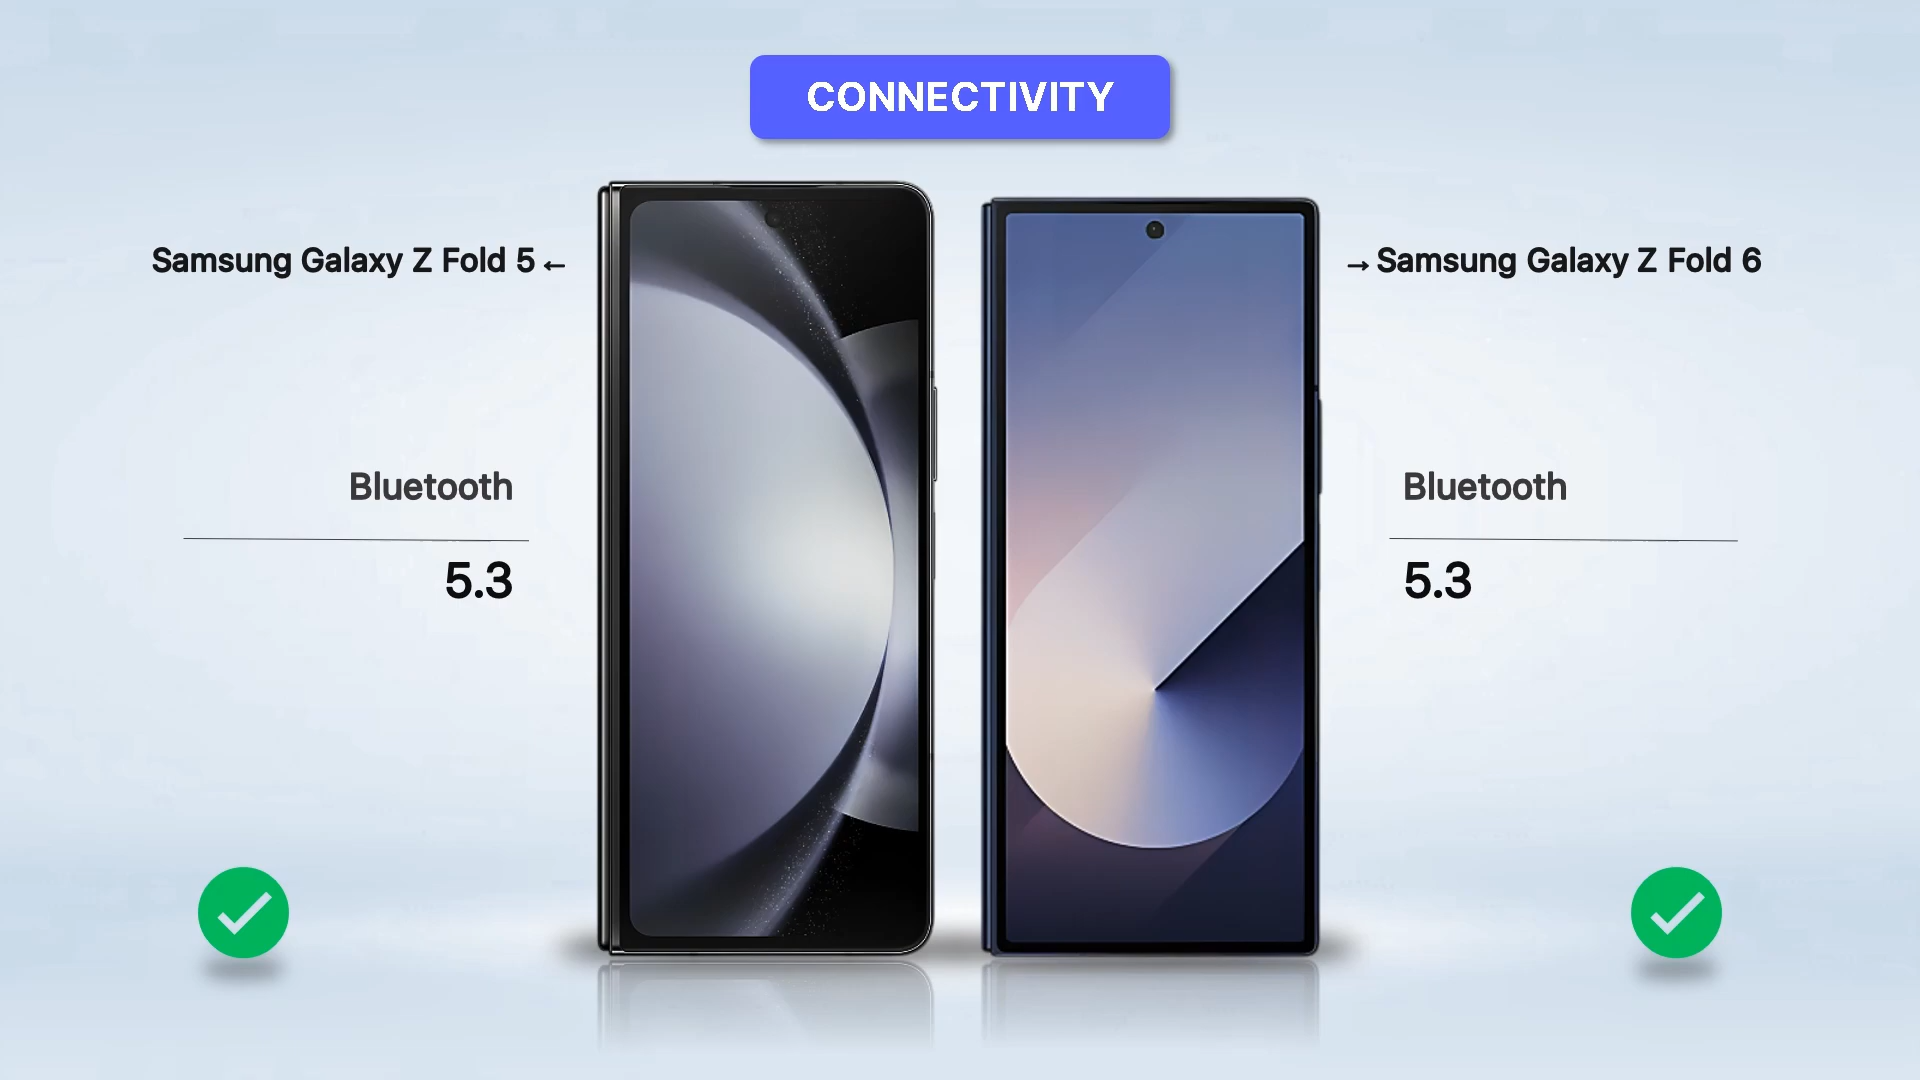 CONNECTIVITY
Samsung Galaxy Z Fold 5 ←
→ Samsung Galaxy Z Fold 6
Bluetooth
5.3
Bluetooth
5.3